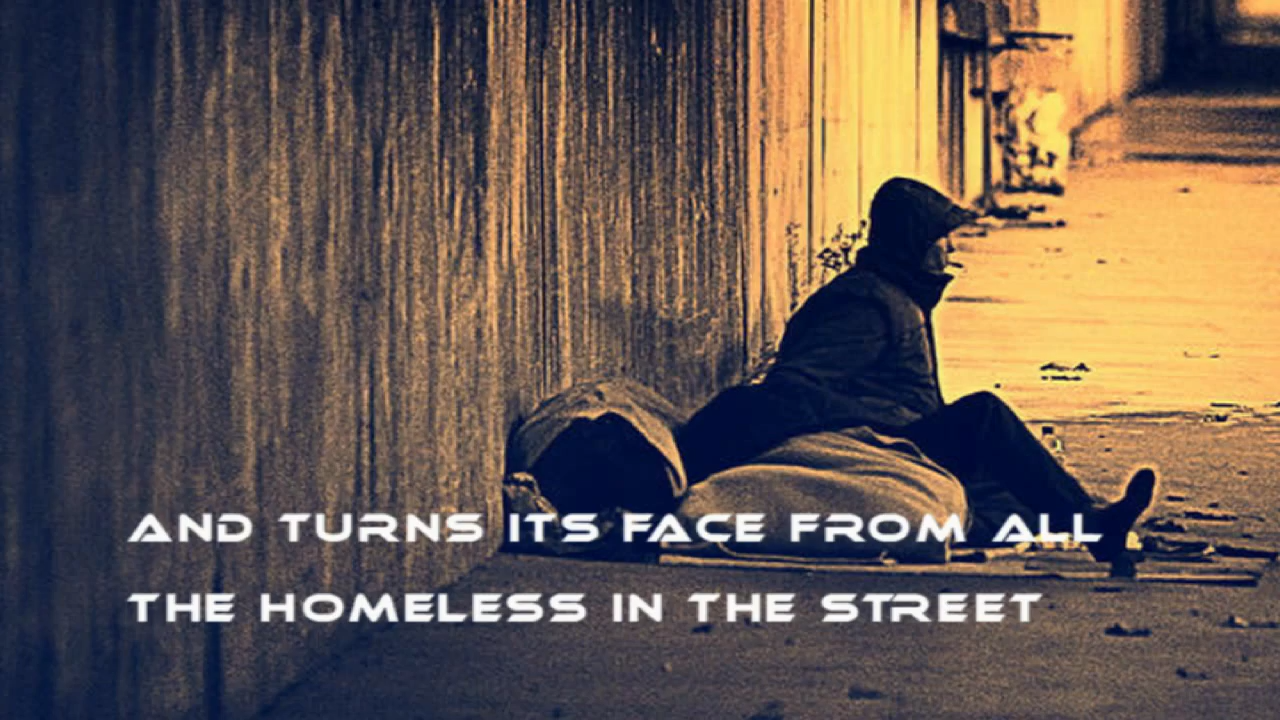 AND TURNS ITS FACE FROM ALL
THE HOMELESS IN THE STREET